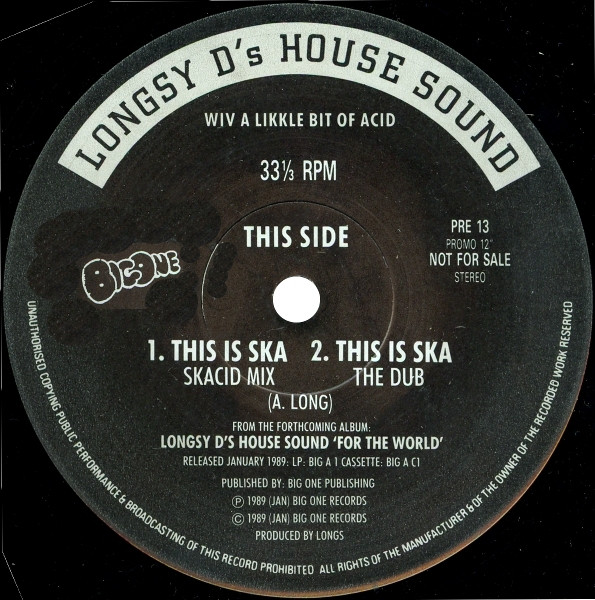 LONGSY D's HOUSE SOUND
WIV A LIKKLE BIT OF ACID
33⅓ RPM
THIS SIDE
PRE 13
PROMO 12"
NOT FOR SALE
STEREO
BIG ONE
1. THIS IS SKA 2. THIS IS SKA
SKACID MIX THE DUB
(A. LONG)
FROM THE FORTHCOMING ALBUM:
LONGSY D'S HOUSE SOUND 'FOR THE WORLD'
RELEASED JANUARY 1989: LP: BIG A 1 CASSETTE: BIG A C1
PUBLISHED BY: BIG ONE PUBLISHING
Ⓟ 1989 (JAN) BIG ONE RECORDS
© 1989 (JAN) BIG ONE RECORDS
PRODUCED BY LONGS
UNAUTHORISED COPYING PUBLIC PERFORMANCE & BROADCASTING OF THIS RECORD PROHIBITED ALL RIGHTS OF THE MANUFACTURER & OF THE OWNER OF THE RECORDED WORK RESERVED